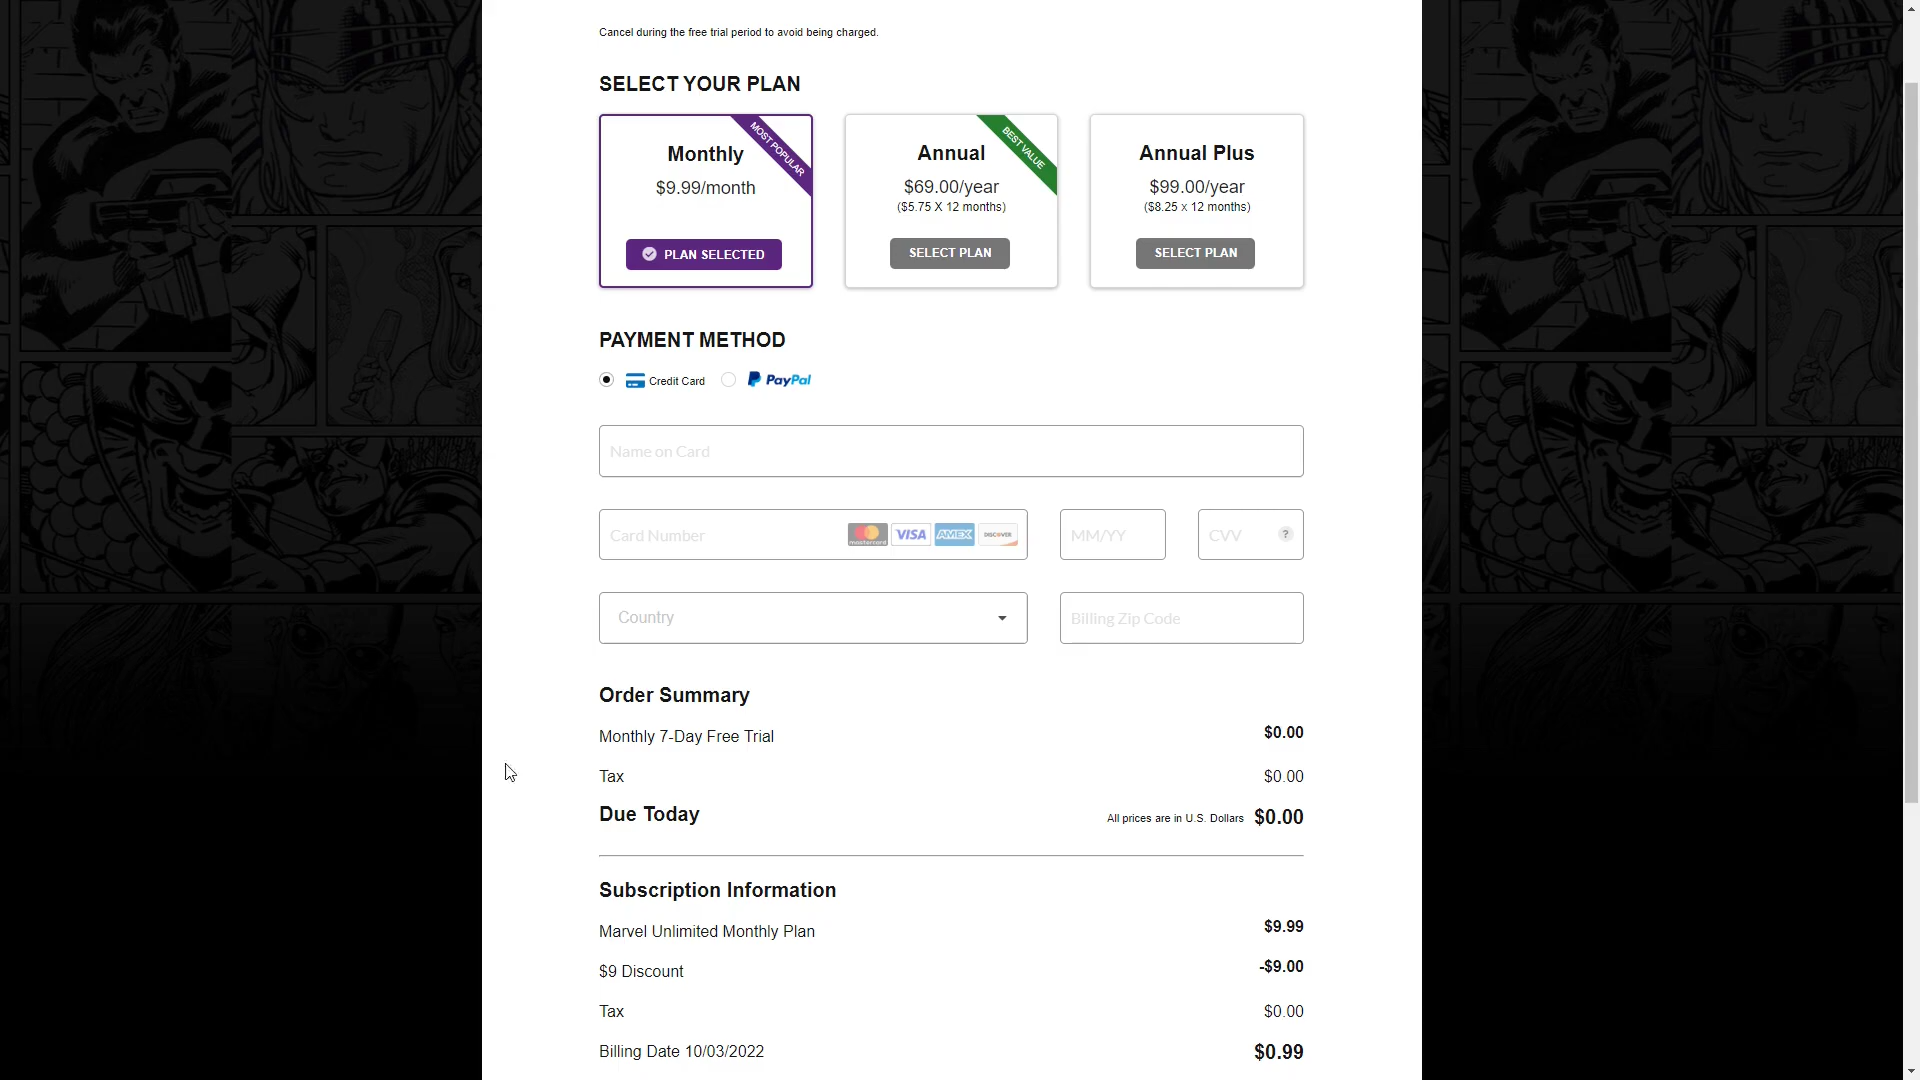 Cancel during the free trial period to avoid being charged.
SELECT YOUR PLAN
MOST POPULAR
Monthly
$9.99/month
PLAN SELECTED
BEST VALUE
Annual
$69.00/year
($5.75 X 12 months)
SELECT PLAN
Annual Plus
$99.00/year
($8.25 x 12 months)
SELECT PLAN
PAYMENT METHOD
Credit Card PayPal
Name on Card
Card Number mastercard VISA AMEX DISCOVER MM/YY CVV ?
Country Billing Zip Code
Order Summary
Monthly 7-Day Free Trial $0.00
Tax $0.00
Due Today All prices are in U.S. Dollars $0.00
Subscription Information
Marvel Unlimited Monthly Plan $9.99
$9 Discount -$9.00
Tax $0.00
Billing Date 10/03/2022 $0.99